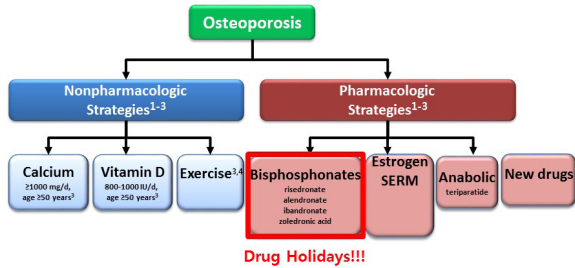 Osteoporosis
Nonpharmacologic
Strategies1-3
Pharmacologic
Strategies1-3
Calcium
≥1000 mg/d,
age ≥50 years3
Vitamin D
800-1000 IU/d,
age ≥50 years3
Exercise3,4
Bisphosphonates
risedronate
alendronate
ibandronate
zoledronic acid
Estrogen
SERM
Anabolic
teriparatide
New drugs
Drug Holidays!!!